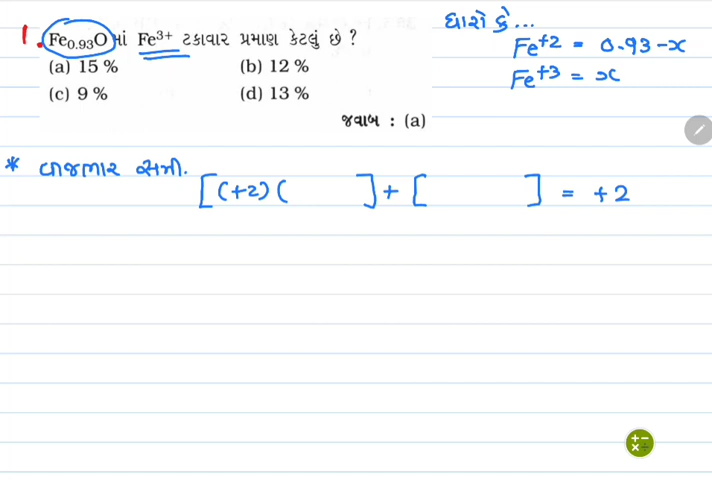 1. Fe0.93O માં Fe3+ ટકાવાર પ્રમાણ કેટલું છે ?
(a) 15 % (b) 12 %
(c) 9 % (d) 13 %
જવાબ : (a)
ધારો કે...
Fe+2 = 0.93-x
Fe+3 = x
* વીજભાર સમી.
[(+2)( ] + [ ] = +2